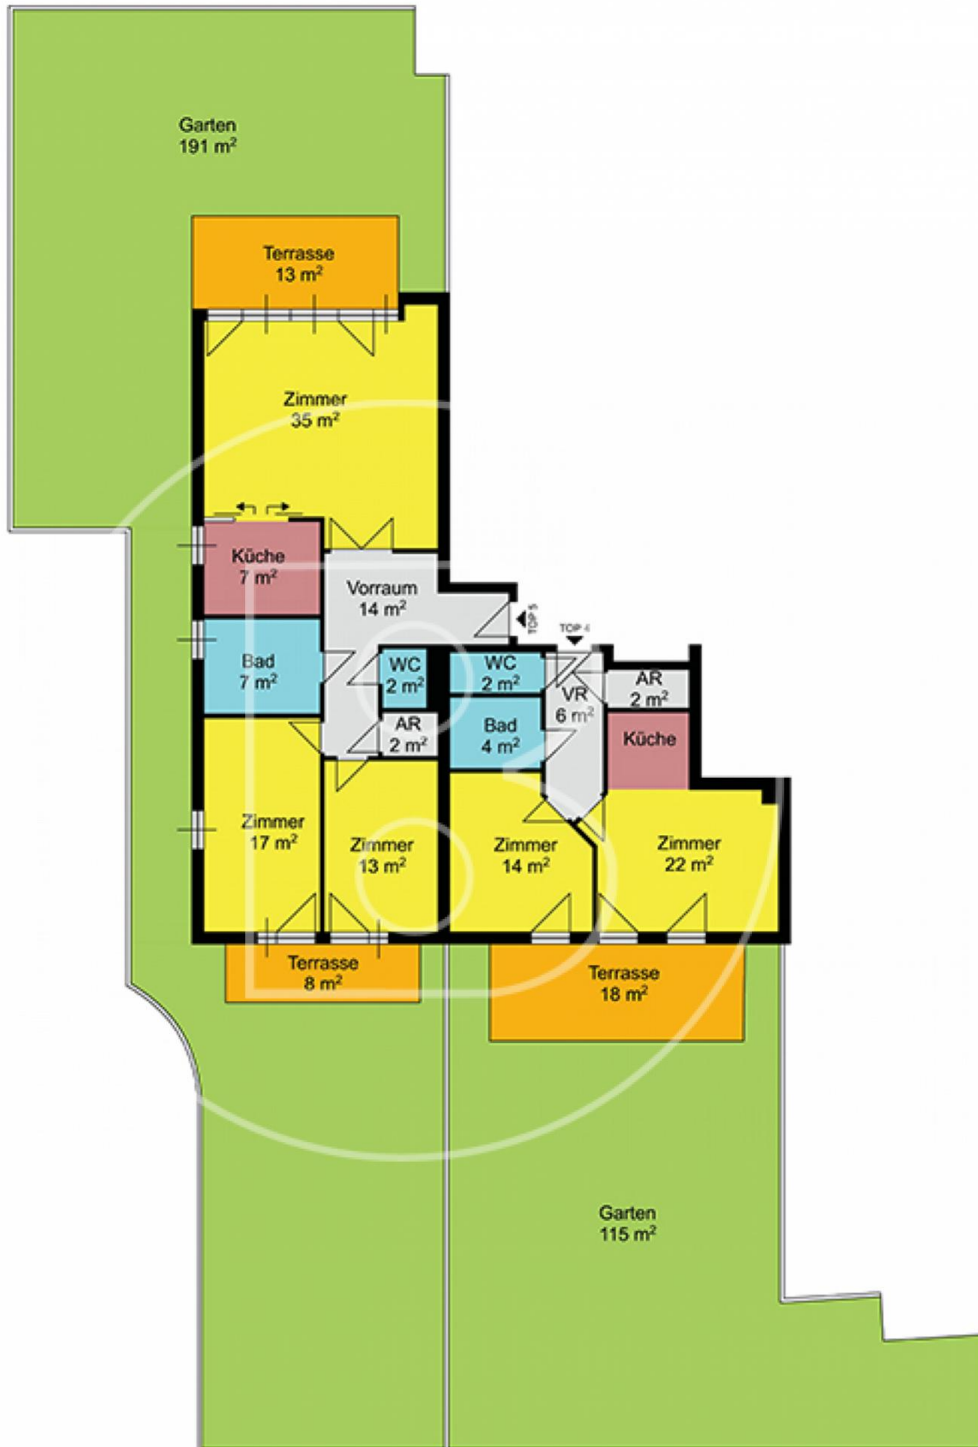 Garten
191 m²
Terrasse
13 m²
Zimmer
35 m²
Küche
7 m²
Vorraum
14 m²
TOP 5
TOP 4
Bad
7 m²
WC
2 m²
WC
2 m²
VR
6 m²
AR
2 m²
AR
2 m²
Bad
4 m²
Küche
Zimmer
17 m²
Zimmer
13 m²
Zimmer
14 m²
Zimmer
22 m²
Terrasse
8 m²
Terrasse
18 m²
Garten
115 m²